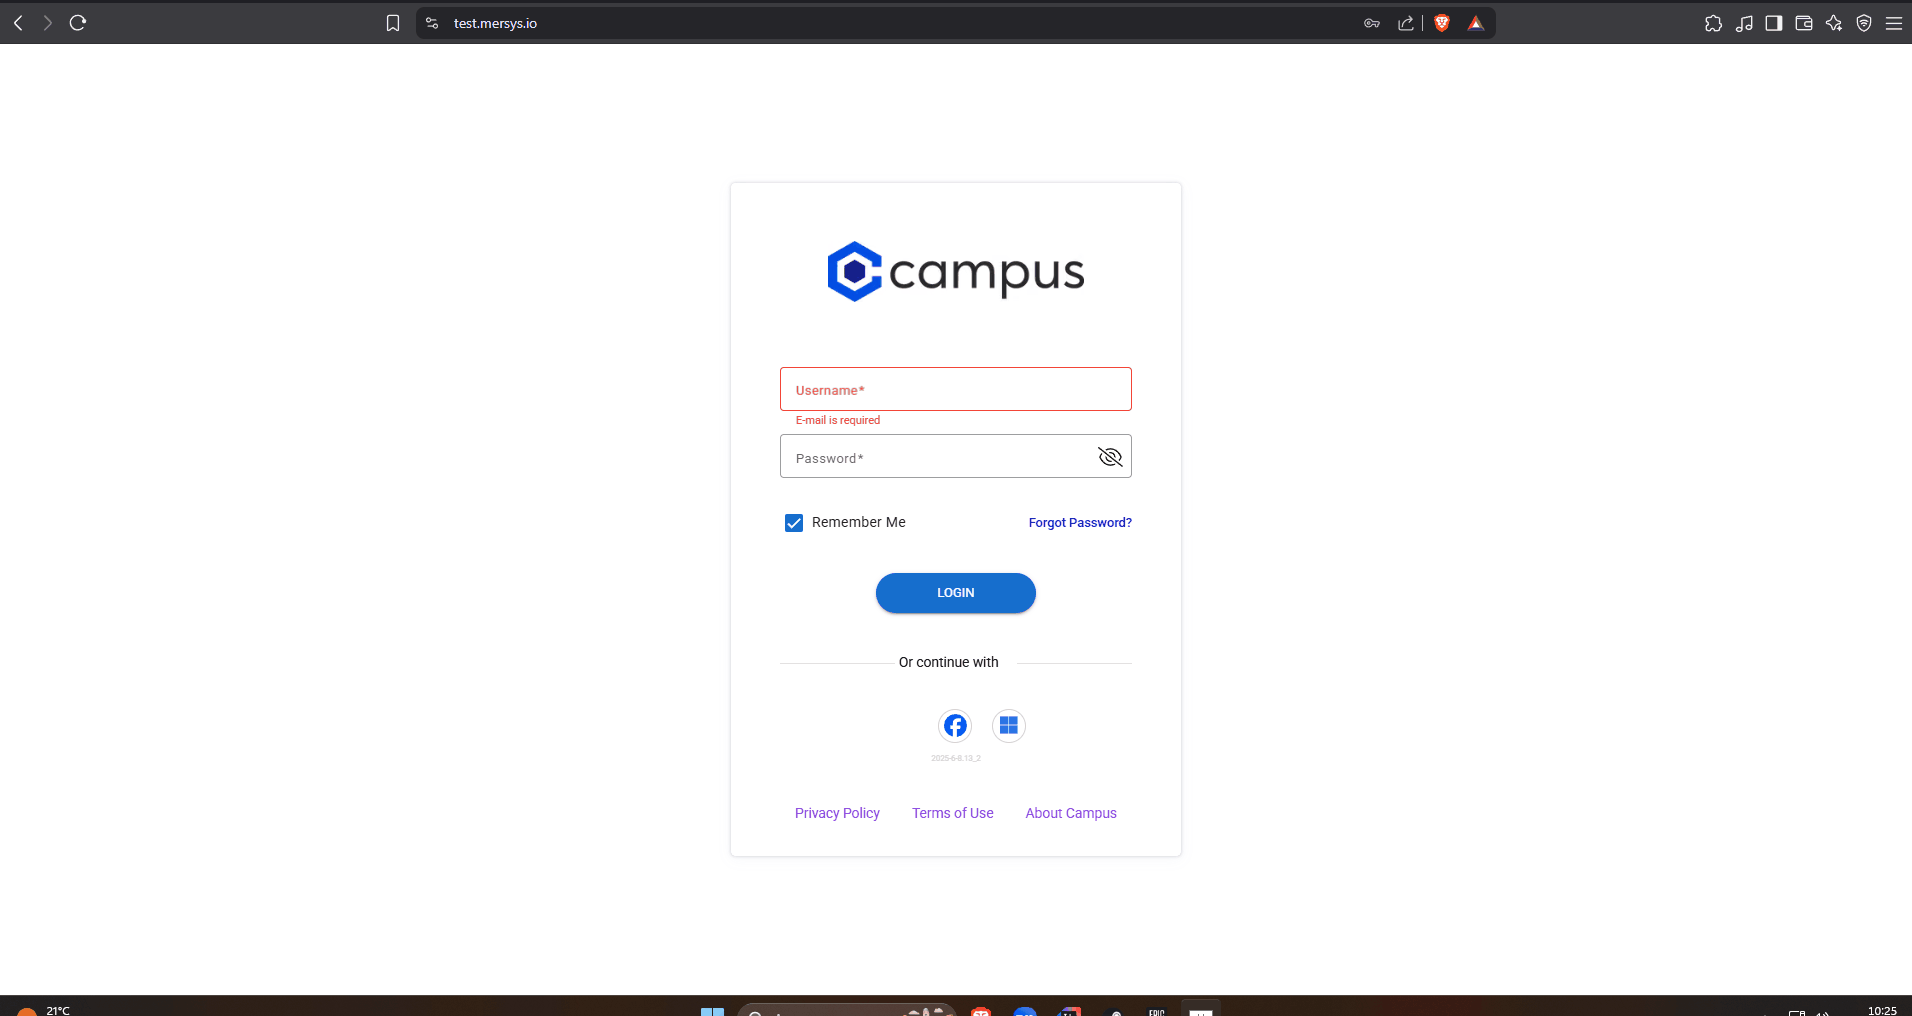 test.mersys.io
campus
Username*
E-mail is required
Password*
Remember Me
Forgot Password?
LOGIN
Or continue with
2025-6-8.13_2
Privacy Policy
Terms of Use
About Campus
21°C
EPIC
10:25